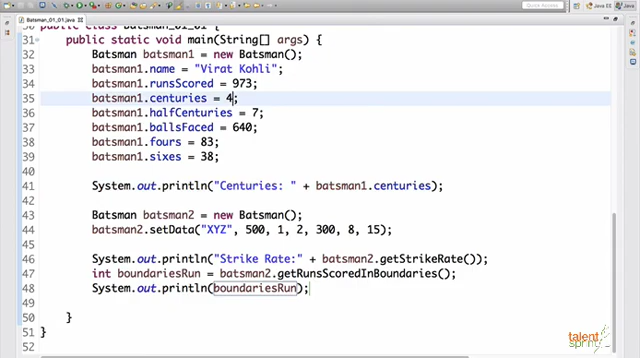 Batsman_01_01.java
Quick Access
Java EE
Java
30 public class Batsman_01_01 {
31 public static void main(String[] args) {
32 Batsman batsman1 = new Batsman();
33 batsman1.name = "Virat Kohli";
34 batsman1.runsScored = 973;
35 batsman1.centuries = 4;
36 batsman1.halfCenturies = 7;
37 batsman1.ballsFaced = 640;
38 batsman1.fours = 83;
39 batsman1.sixes = 38;
40
41 System.out.println("Centuries: " + batsman1.centuries);
42
43 Batsman batsman2 = new Batsman();
44 batsman2.setData("XYZ", 500, 1, 2, 300, 8, 15);
45
46 System.out.println("Strike Rate:" + batsman2.getStrikeRate());
47 int boundariesRun = batsman2.getRunsScoredInBoundaries();
48 System.out.println(boundariesRun);
49
50 }
51 }
52
talent
sprint